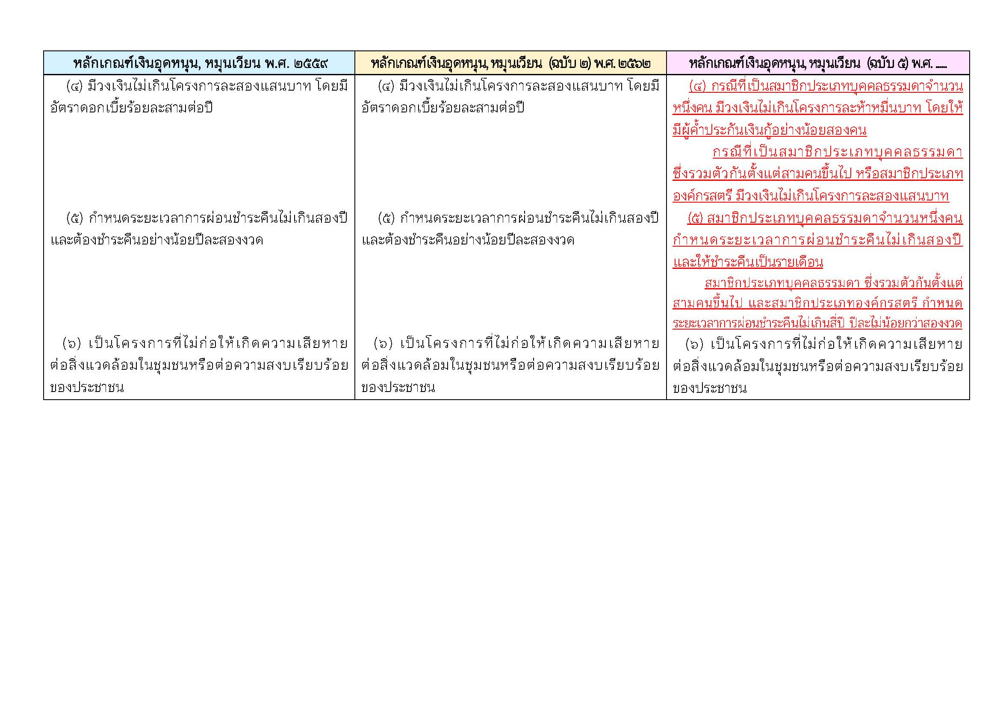 หลักเกณฑ์เงินอุดหนุน, หมุนเวียน พ.ศ. ๒๕๕๙
(๔) มีวงเงินไม่เกินโครงการละสองแสนบาท โดยมี
อัตราดอกเบี้ยร้อยละสามต่อปี
(๕) กำหนดระยะเวลาการผ่อนชำระคืนไม่เกินสองปี
และต้องชำระคืนอย่างน้อยปีละสองงวด
(๖) เป็นโครงการที่ไม่ก่อให้เกิดความเสียหาย
ต่อสิ่งแวดล้อมในชุมชนหรือต่อความสงบเรียบร้อย
ของประชาชน
หลักเกณฑ์เงินอุดหนุน, หมุนเวียน (ฉบับ ๒) พ.ศ. ๒๕๖๒
(๔) มีวงเงินไม่เกินโครงการละสองแสนบาท โดยมี
อัตราดอกเบี้ยร้อยละสามต่อปี
(๕) กำหนดระยะเวลาการผ่อนชำระคืนไม่เกินสองปี
และต้องชำระคืนอย่างน้อยปีละสองงวด
(๖) เป็นโครงการที่ไม่ก่อให้เกิดความเสียหาย
ต่อสิ่งแวดล้อมในชุมชนหรือต่อความสงบเรียบร้อย
ของประชาชน
หลักเกณฑ์เงินอุดหนุน, หมุนเวียน (ฉบับ ๕) พ.ศ. ......
(๔) กรณีที่เป็นสมาชิกประเภทบุคคลธรรมดาจำนวน
หนึ่งคน มีวงเงินไม่เกินโครงการละห้าหมื่นบาท โดยให้
มีผู้ค้ำประกันเงินกู้อย่างน้อยสองคน
กรณีที่เป็นสมาชิกประเภทบุคคลธรรมดา
ซึ่งรวมตัวกันตั้งแต่สามคนขึ้นไป หรือสมาชิกประเภท
องค์กรสตรี มีวงเงินไม่เกินโครงการละสองแสนบาท
(๕) สมาชิกประเภทบุคคลธรรมดาจำนวนหนึ่งคน
กำหนดระยะเวลาการผ่อนชำระคืนไม่เกินสองปี
และให้ชำระคืนเป็นรายเดือน
สมาชิกประเภทบุคคลธรรมดา ซึ่งรวมตัวกันตั้งแต่
สามคนขึ้นไป และสมาชิกประเภทองค์กรสตรี กำหนด
ระยะเวลาการผ่อนชำระคืนไม่เกินสี่ปี ปีละไม่น้อยกว่าสองงวด
(๖) เป็นโครงการที่ไม่ก่อให้เกิดความเสียหาย
ต่อสิ่งแวดล้อมในชุมชนหรือต่อความสงบเรียบร้อย
ของประชาชน